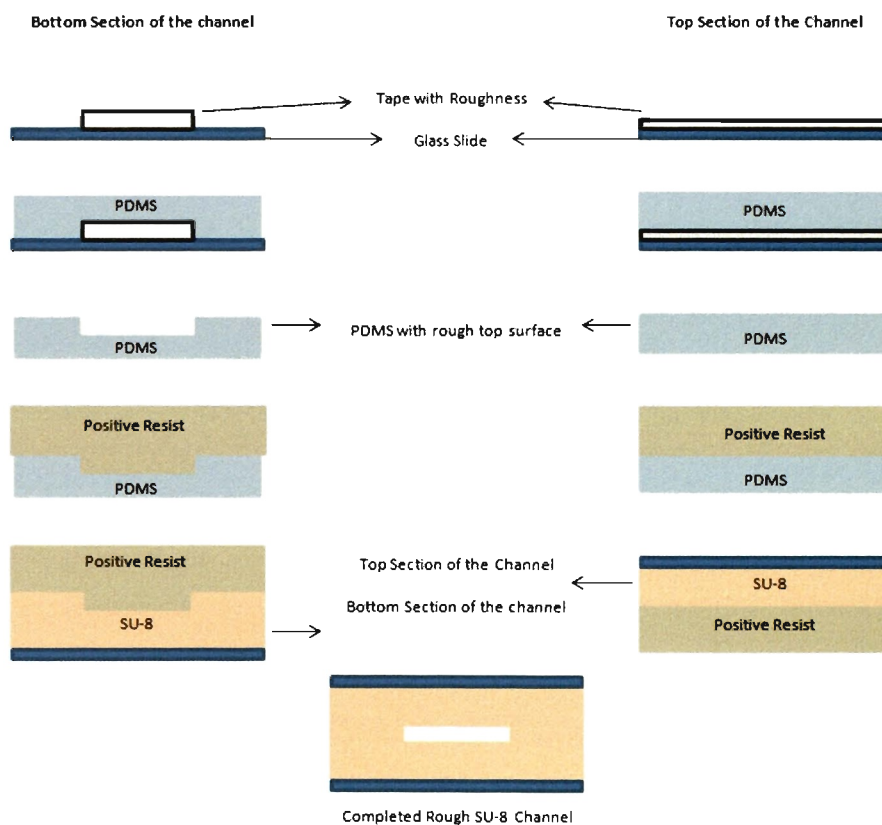 Bottom Section of the channel
Top Section of the Channel
Tape with Roughness
Glass Slide
PDMS
PDMS
PDMS with rough top surface
PDMS
PDMS
Positive Resist
PDMS
Positive Resist
PDMS
Positive Resist
SU-8
Top Section of the Channel
Bottom Section of the channel
SU-8
Positive Resist
Completed Rough SU-8 Channel